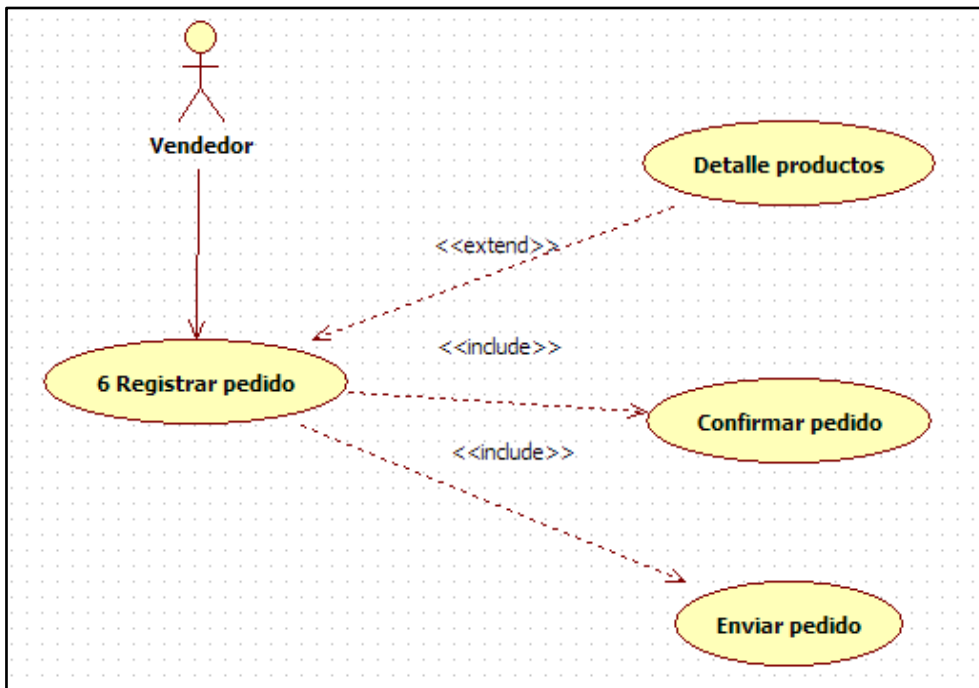 Vendedor
Detalle productos
<<extend>>
<<include>>
6 Registrar pedido
Confirmar pedido
<<include>>
Enviar pedido